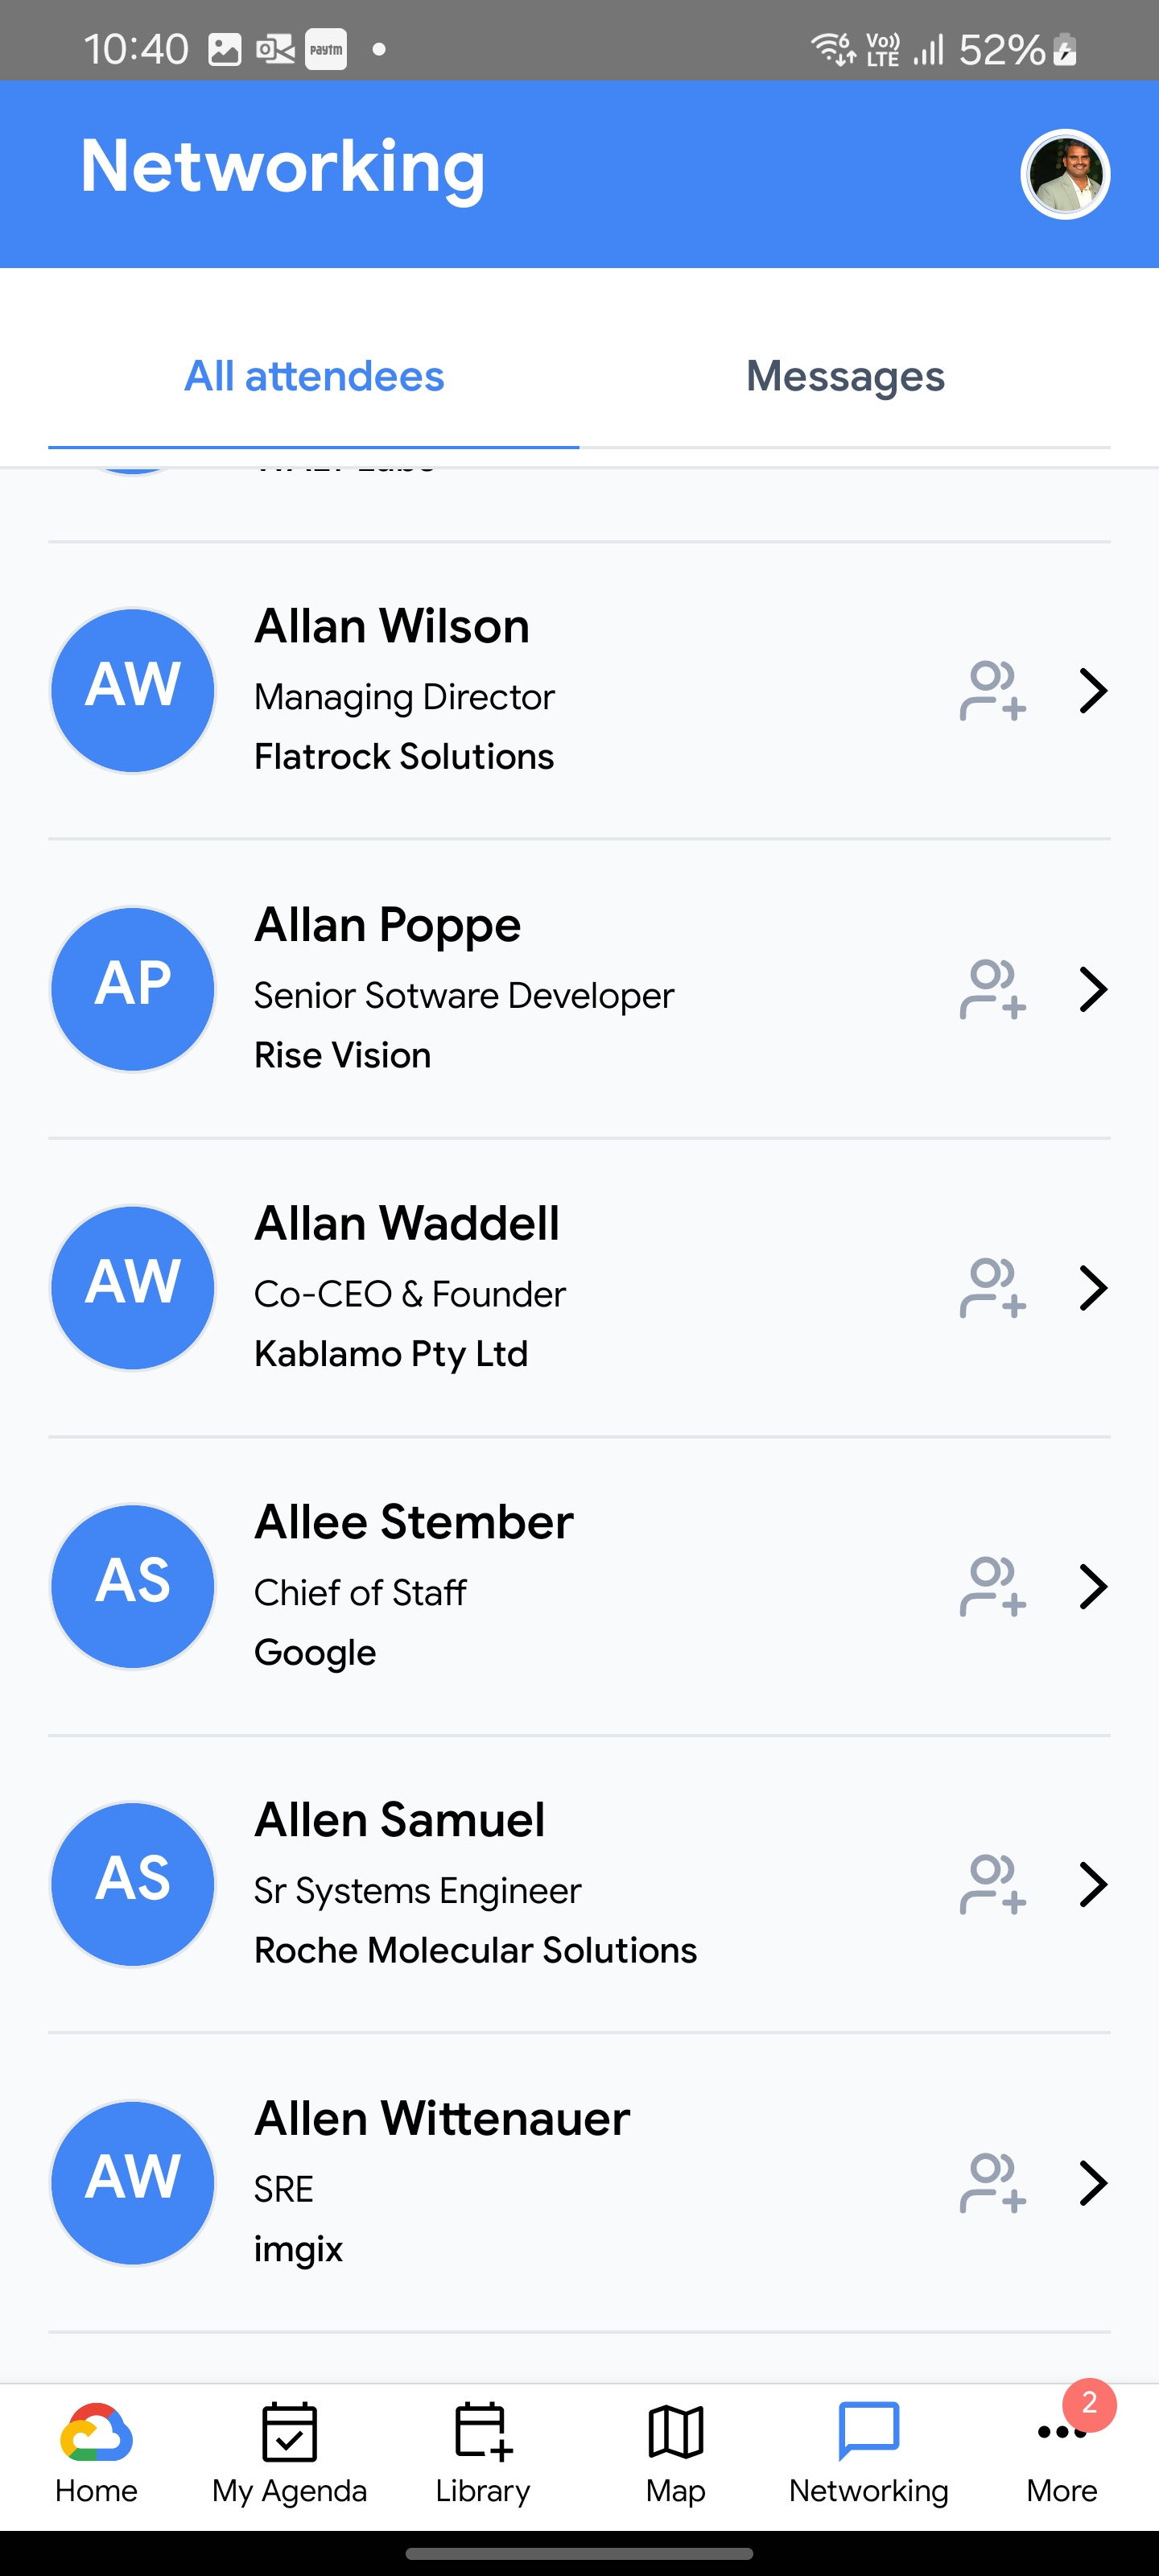 10:40 paytm 6 Vo)) LTE 52%
Networking
All attendees Messages
AW
Allan Wilson
Managing Director
Flatrock Solutions
AP
Allan Poppe
Senior Sotware Developer
Rise Vision
AW
Allan Waddell
Co-CEO & Founder
Kablamo Pty Ltd
AS
Allee Stember
Chief of Staff
Google
AS
Allen Samuel
Sr Systems Engineer
Roche Molecular Solutions
AW
Allen Wittenauer
SRE
imgix
2
Home My Agenda Library Map Networking More